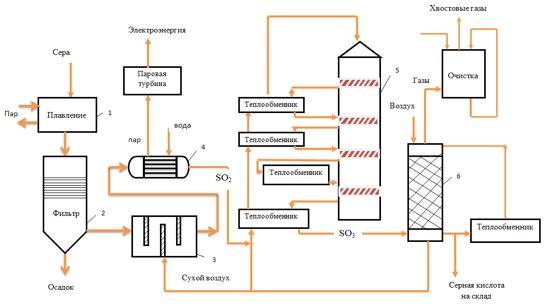 Хвостовые газы
Электроэнергия
Сера
Паровая
турбина
5
Газы
Очистка
Пар
Плавление
1
Теплообменник
Воздух
пар
вода
4
Теплообменник
SO2
Теплообменник
6
Фильтр
2
Теплообменник
3
SO3
Теплообменник
Осадок
Сухой воздух
Серная кислота
на склад